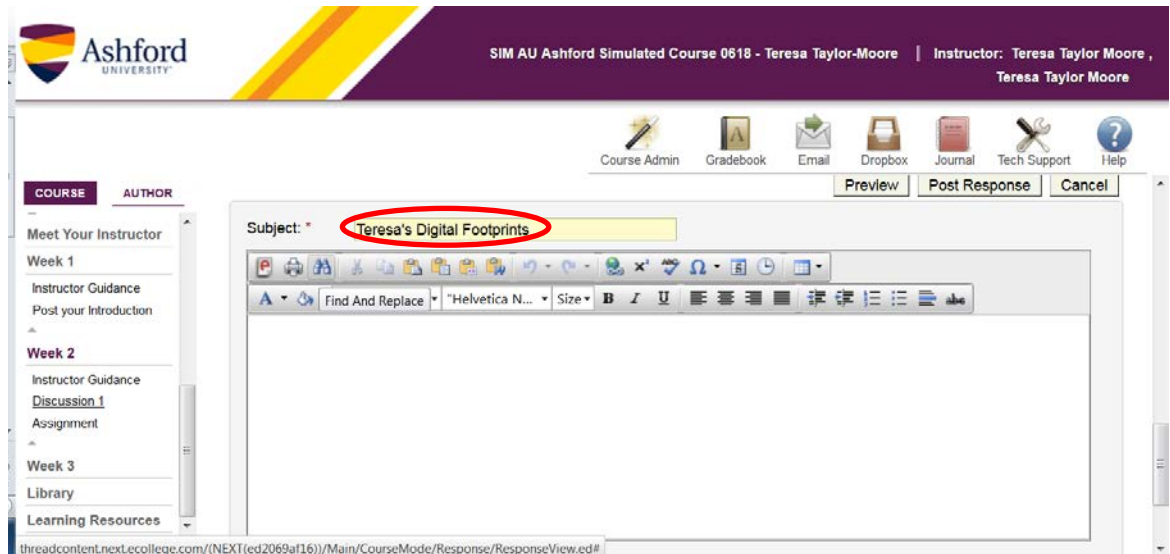 Ashford
UNIVERSITY
SIM AU Ashford Simulated Course 0618 - Teresa Taylor-Moore | Instructor: Teresa Taylor Moore ,
Teresa Taylor Moore
Course Admin Gradebook Email Dropbox Journal Tech Support Help
Preview Post Response Cancel
COURSE AUTHOR
Meet Your Instructor
Week 1
Instructor Guidance
Post your Introduction
Week 2
Instructor Guidance
Discussion 1
Assignment
Week 3
Library
Learning Resources
Subject: * Teresa's Digital Footprints
A Find And Replace "Helvetica N... Size B I U abc
threadcontent.next.ecollege.com/(NEXT(ed2069af16))/Main/CourseMode/Response/ResponseView.ed#